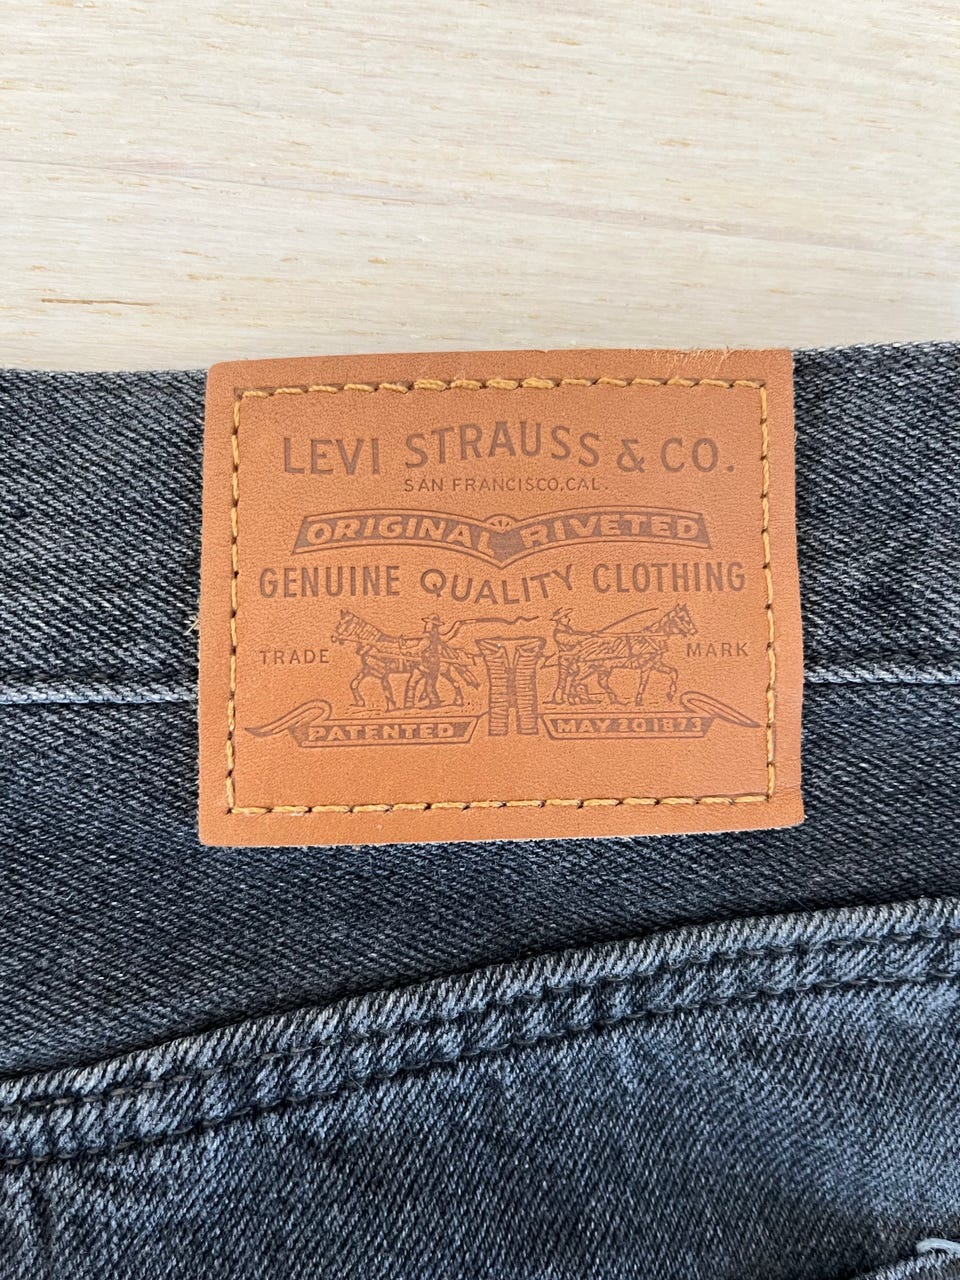 LEVI STRAUSS & CO.
SAN FRANCISCO, CAL.
ORIGINAL RIVETED
GENUINE QUALITY CLOTHING
TRADE MARK
PATENTED MAY 20 1873